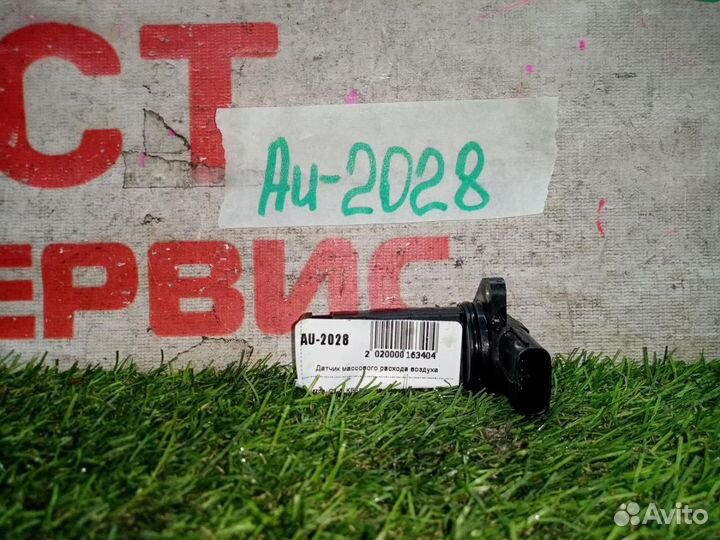 СТ
Au-2028
ЕРВИС
AU-2028
2 020000 163404
Датчик массового расхода воздуха
Avito